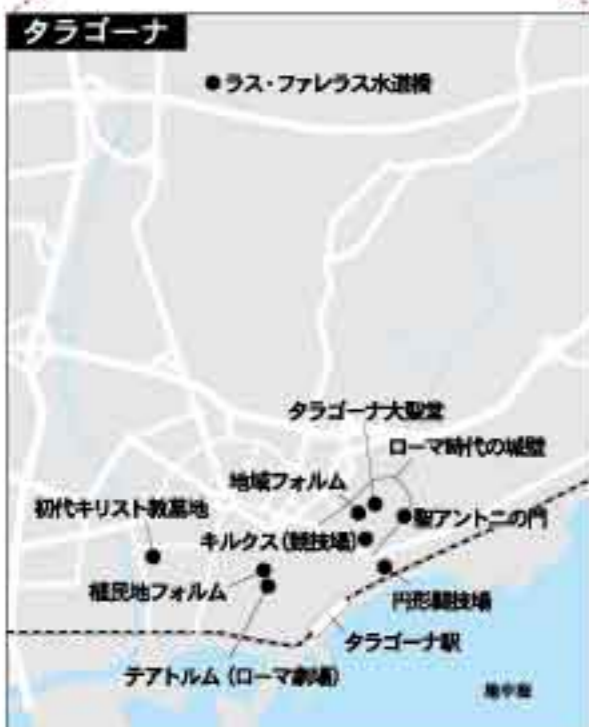 タラゴーナ
ラス・ファレラス水道橋
タラゴーナ大聖堂
ローマ時代の城壁
地域フォルム
初代キリスト教墓地
聖アントニの門
キルクス（競技場）
植民地フォルム
円形闘技場
タラゴーナ駅
テアトルム（ローマ劇場）
地中海